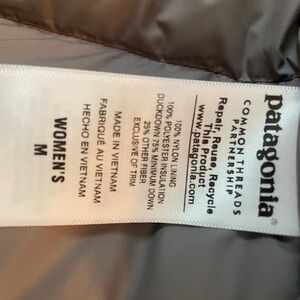 patagonia®
COMMON THREADS
PARTNERSHIP
Repair, Reuse, Recycle
This Product
www.patagonia.com
100% NYLON LINING
100% POLYESTER INSULATION
DUCKDOWN 75% MINIMUM DOWN
25% OTHER FIBER
EXCLUSIVE OF TRIM
MADE IN VIETNAM
FABRIQUÉ AU VIETNAM
HECHO EN VIETNAM
WOMEN'S
M